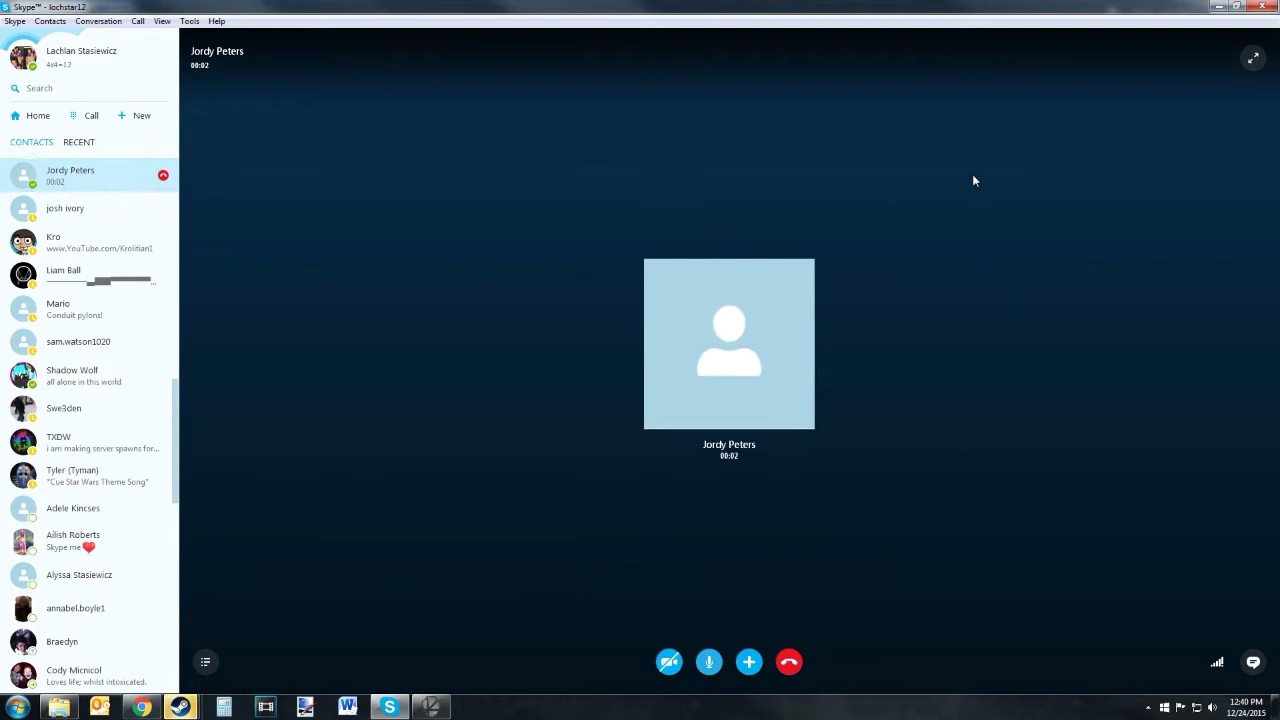 Skype™ - lochstar12
Skype Contacts Conversation Call View Tools Help
Lachlan Stasiewicz
4x4=12
Search
Home Call New
CONTACTS RECENT
Jordy Peters
00:02
josh ivory
Kro
www.YouTube.com/Krolitian1
Liam Ball
Mario
Conduit pylons!
sam.watson1020
Shadow Wolf
all alone in this world
Swe3den
TXDW
i am making server spawns for...
Tyler (Tyman)
"Cue Star Wars Theme Song"
Adele Kincses
Ailish Roberts
Skype me
Alyssa Stasiewicz
annabel.boyle1
Braedyn
Cody Micnicol
Loves life; whilst intoxicated.
Jordy Peters
00:02
Jordy Peters
00:02
12:40 PM
12/24/2015